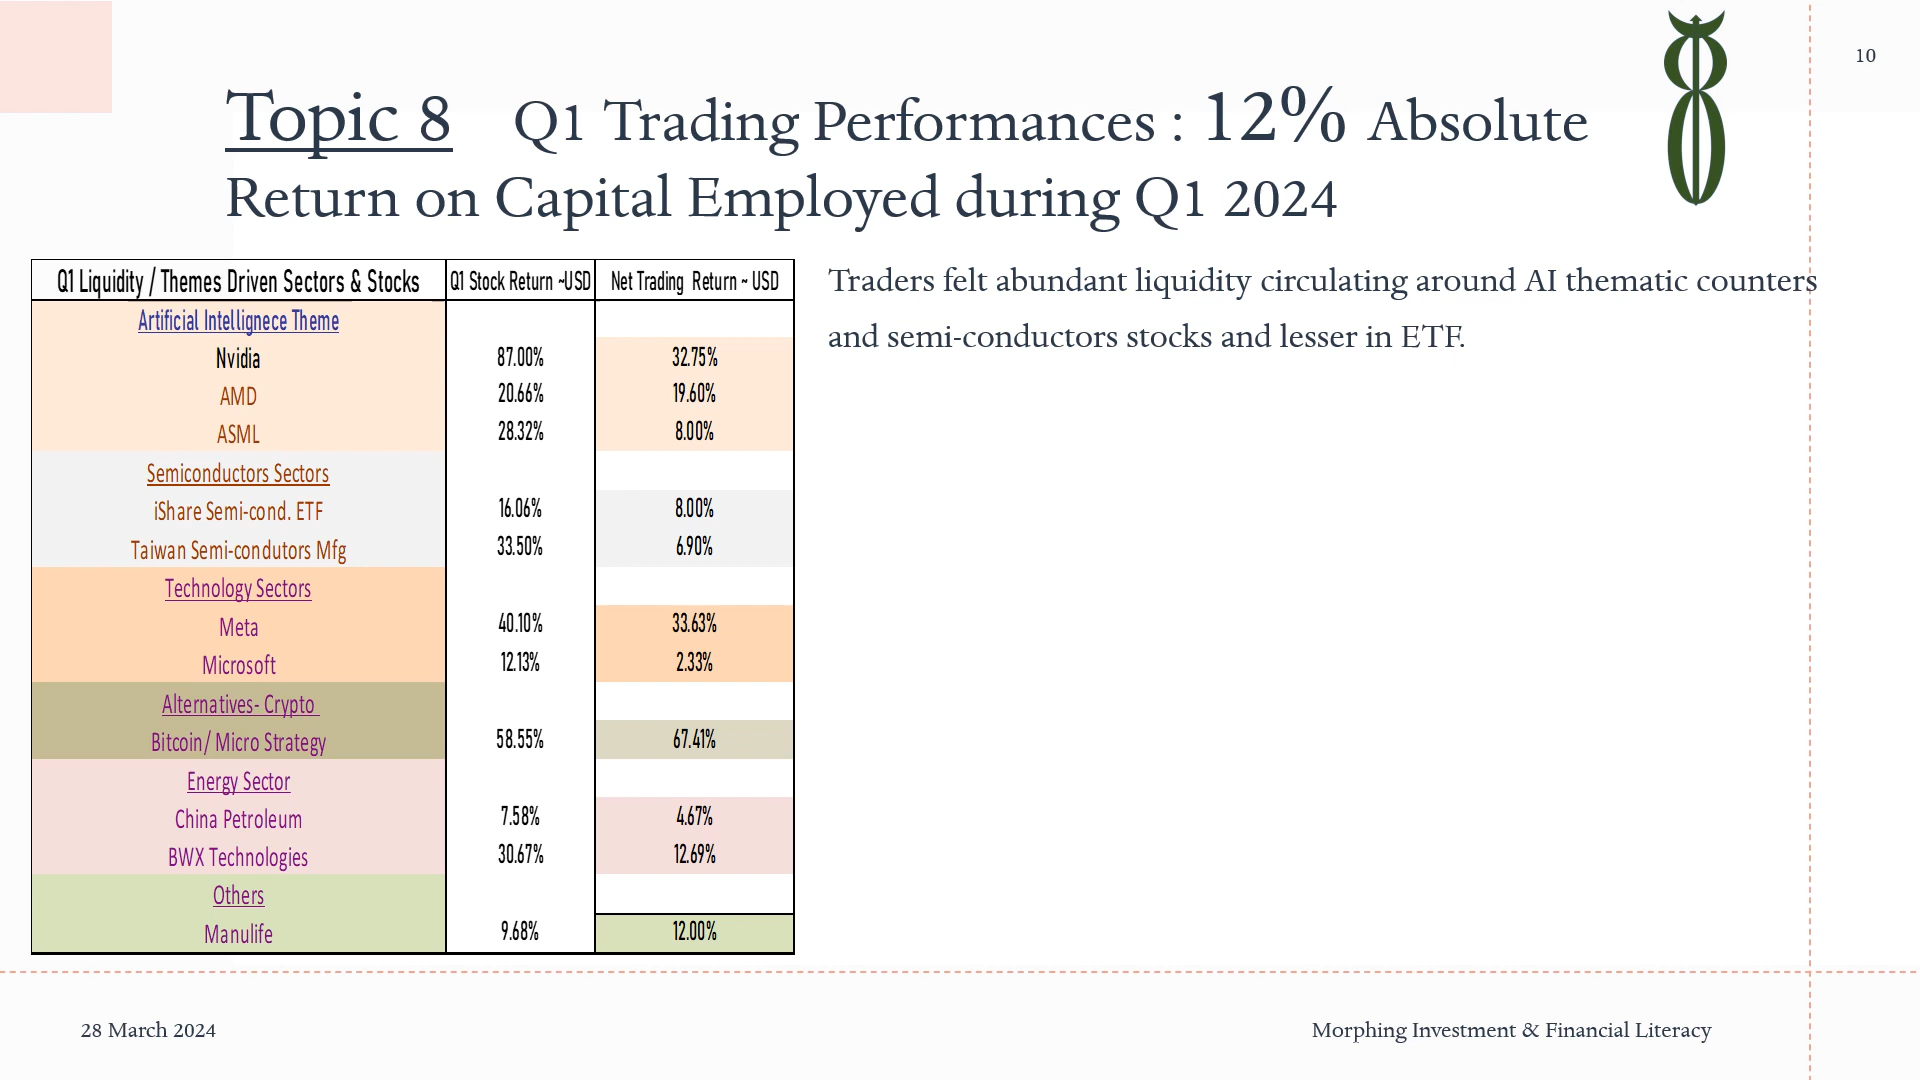 10
Topic 8 Q1 Trading Performances : 12% Absolute
Return on Capital Employed during Q1 2024
Q1 Liquidity / Themes Driven Sectors & Stocks Q1 Stock Return ~USD Net Trading Return ~ USD
Artificial Intellignece Theme
Nvidia 87.00% 32.75%
AMD 20.66% 19.60%
ASML 28.32% 8.00%
Semiconductors Sectors
iShare Semi-cond. ETF 16.06% 8.00%
Taiwan Semi-condutors Mfg 33.50% 6.90%
Technology Sectors
Meta 40.10% 33.63%
Microsoft 12.13% 2.33%
Alternatives- Crypto
Bitcoin/ Micro Strategy 58.55% 67.41%
Energy Sector
China Petroleum 7.58% 4.67%
BWX Technologies 30.67% 12.69%
Others
Manulife 9.68% 12.00%
Traders felt abundant liquidity circulating around AI thematic counters
and semi-conductors stocks and lesser in ETF.
28 March 2024
Morphing Investment & Financial Literacy